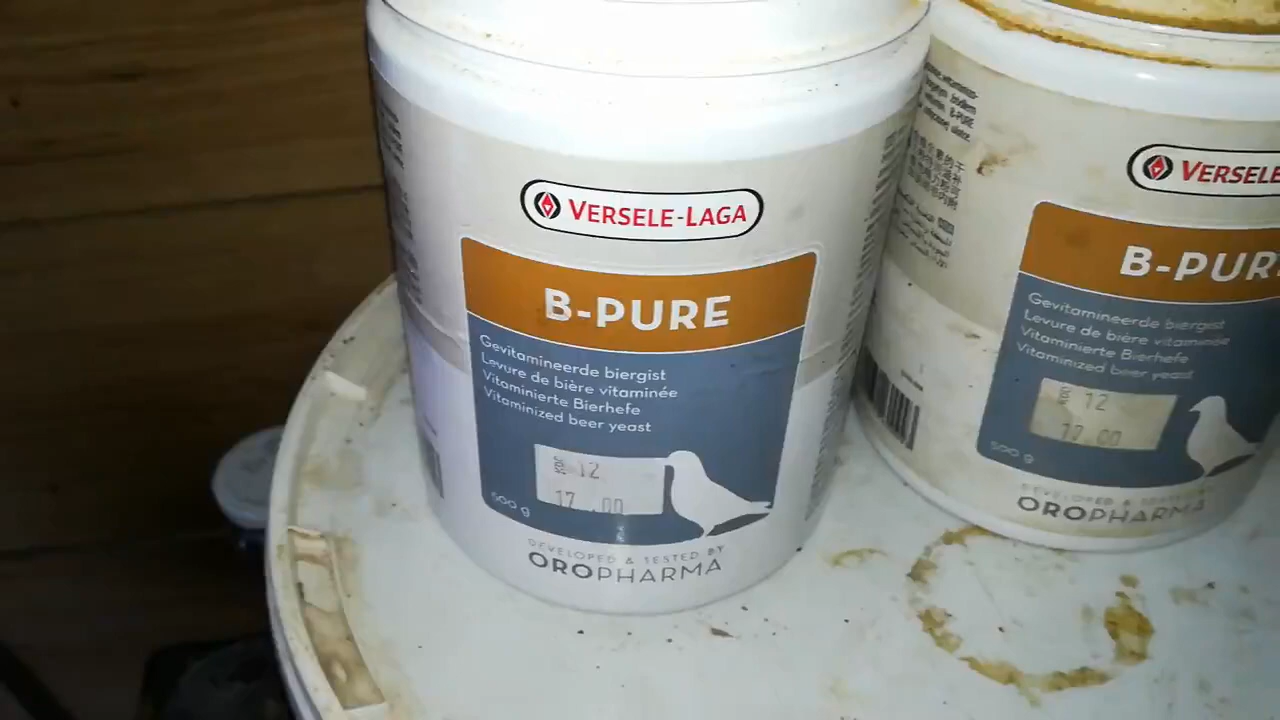 VERSELE-LAGA
B-PURE
Gevitamineerde biergist
Levure de bière vitaminée
Vitaminierte Bierhefe
Vitaminized beer yeast
12
17.00
500 g
DEVELOPED & TESTED BY
OROPHARMA
VERSELE
B-PUR
Gevitamineerde biergist
Levure de bière vitaminée
Vitaminierte Bierhefe
Vitaminized beer yeast
12
17.00
500 g
DEVELOPED & TESTED
OROPHARMA